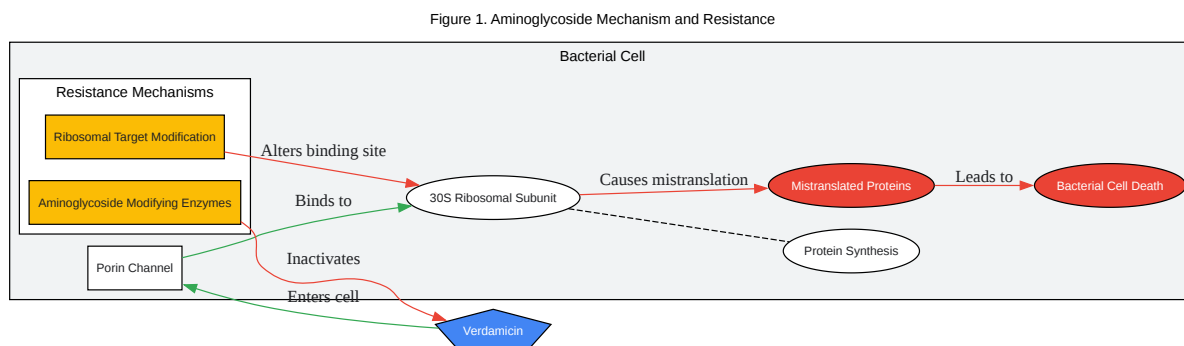 Figure 1. Aminoglycoside Mechanism and Resistance
Bacterial Cell
Resistance Mechanisms
Ribosomal Target Modification
Alters binding site
Aminoglycoside Modifying Enzymes
Binds to
30S Ribosomal Subunit
Causes mistranslation
Mistranslated Proteins
Leads to
Bacterial Cell Death
Protein Synthesis
Porin Channel
Inactivates
Enters cell
Verdamicin